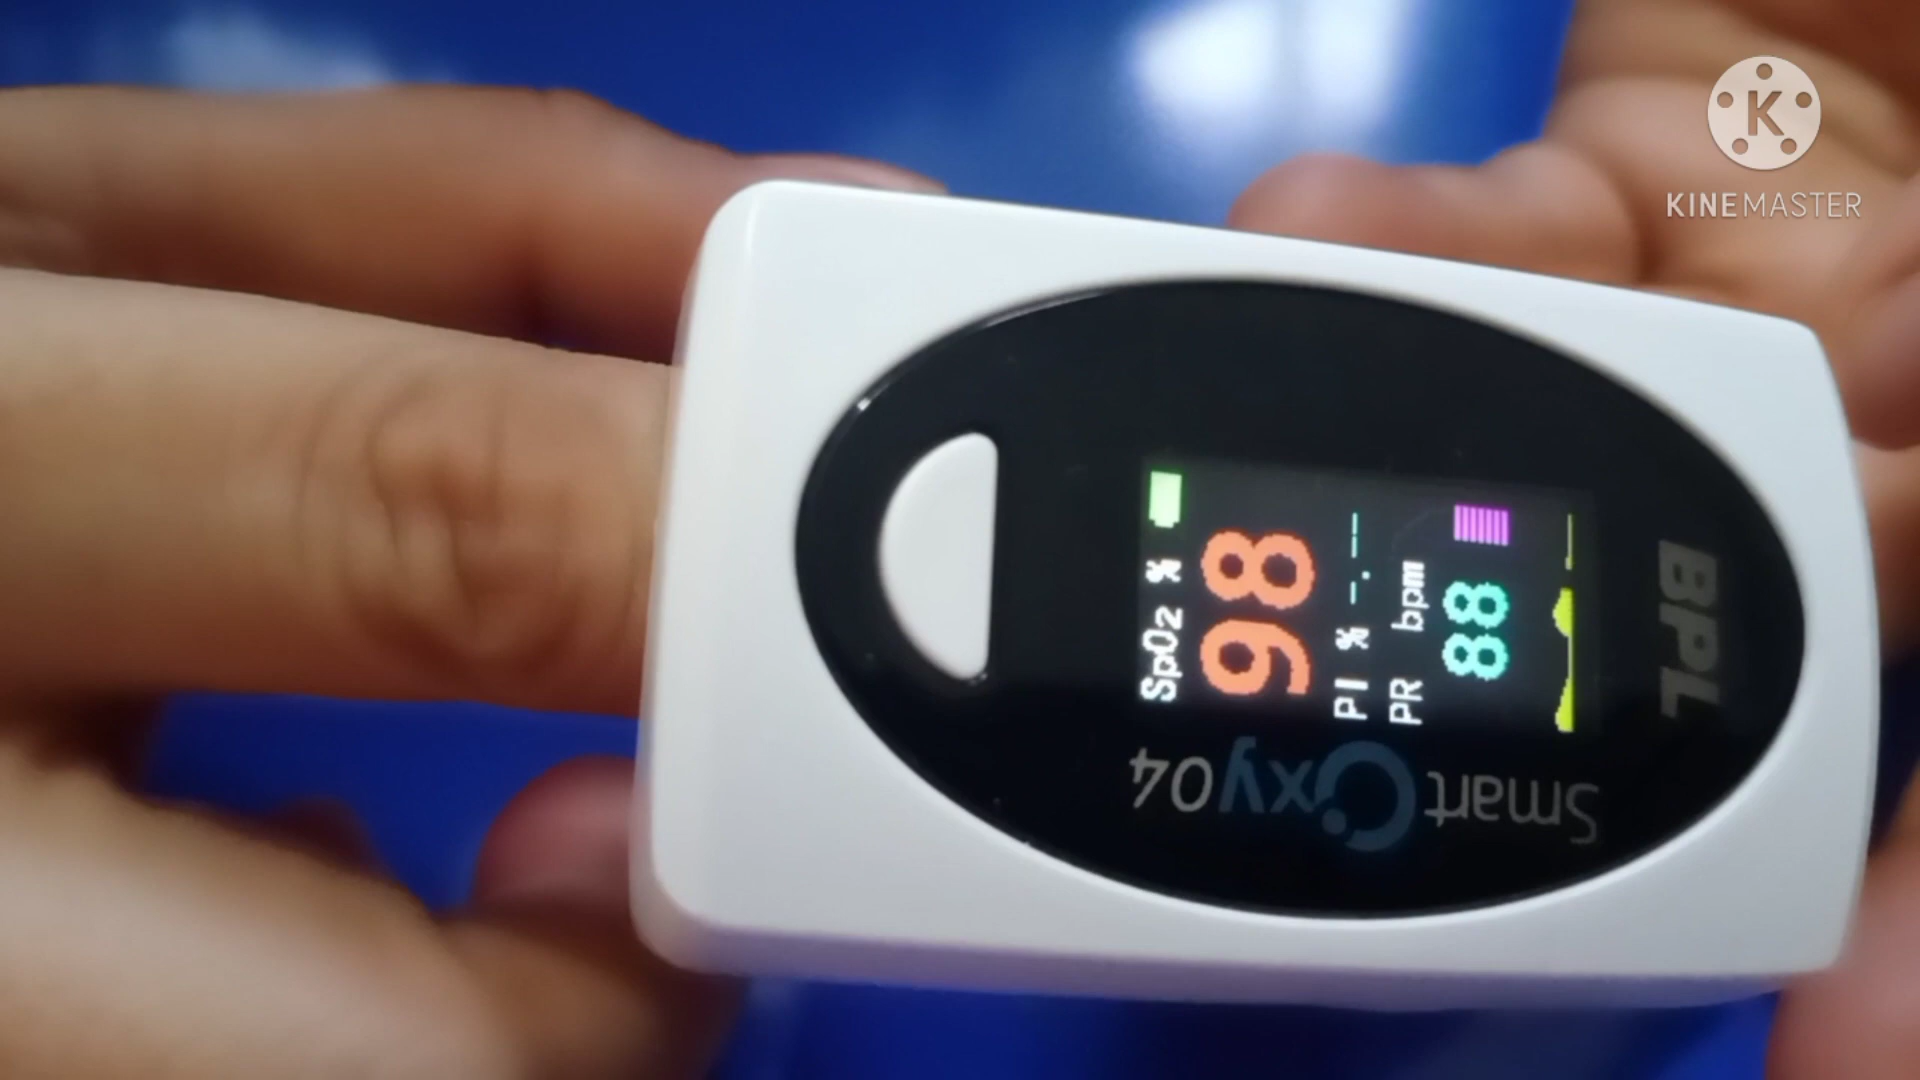 KINEMASTER
K
SpO2 %
98
PI % -.--
PR bpm
88
BPL
SmartOxy04